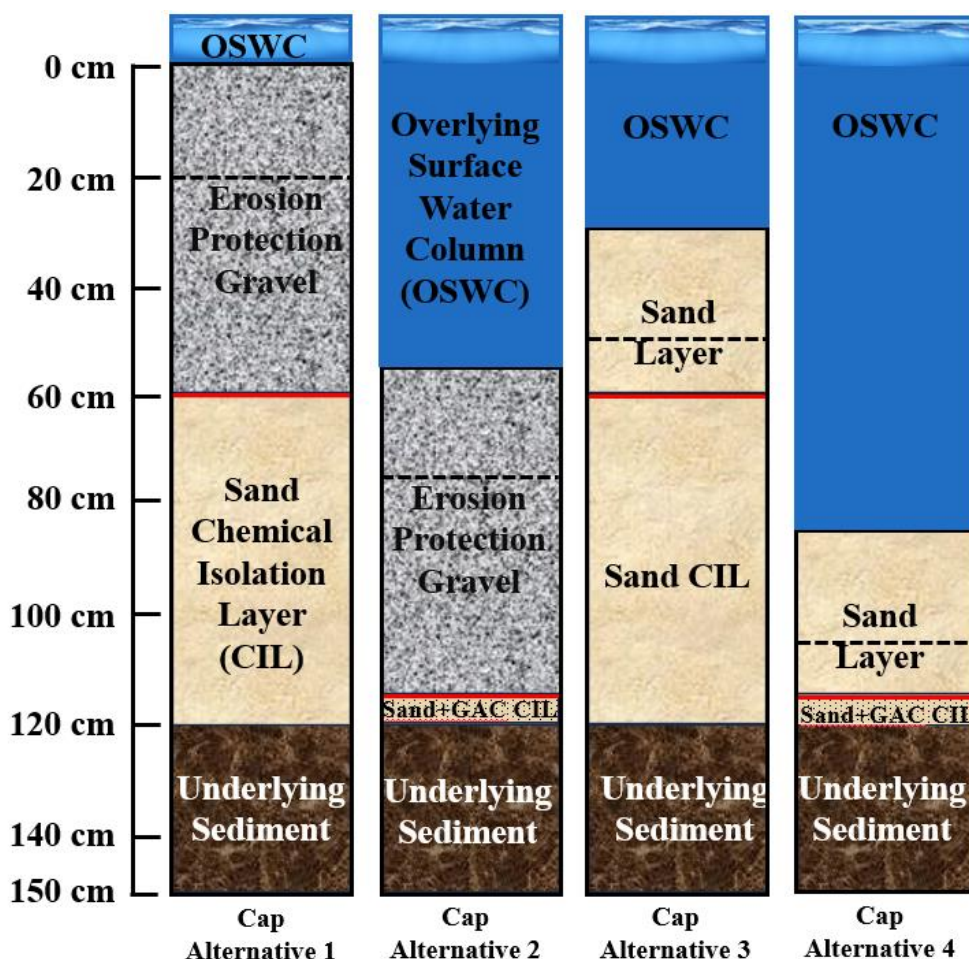 0 cm
20 cm
40 cm
60 cm
80 cm
100 cm
120 cm
140 cm
150 cm
OSWC
Erosion
Protection
Gravel
Sand
Chemical
Isolation
Layer
(CIL)
Underlying
Sediment
Cap
Alternative 1
Overlying
Surface
Water
Column
(OSWC)
Erosion
Protection
Gravel
Sand+GAC CIL
Underlying
Sediment
Cap
Alternative 2
OSWC
Sand
Layer
Sand CIL
Underlying
Sediment
Cap
Alternative 3
OSWC
Sand
Layer
Sand+GAC CIL
Underlying
Sediment
Cap
Alternative 4